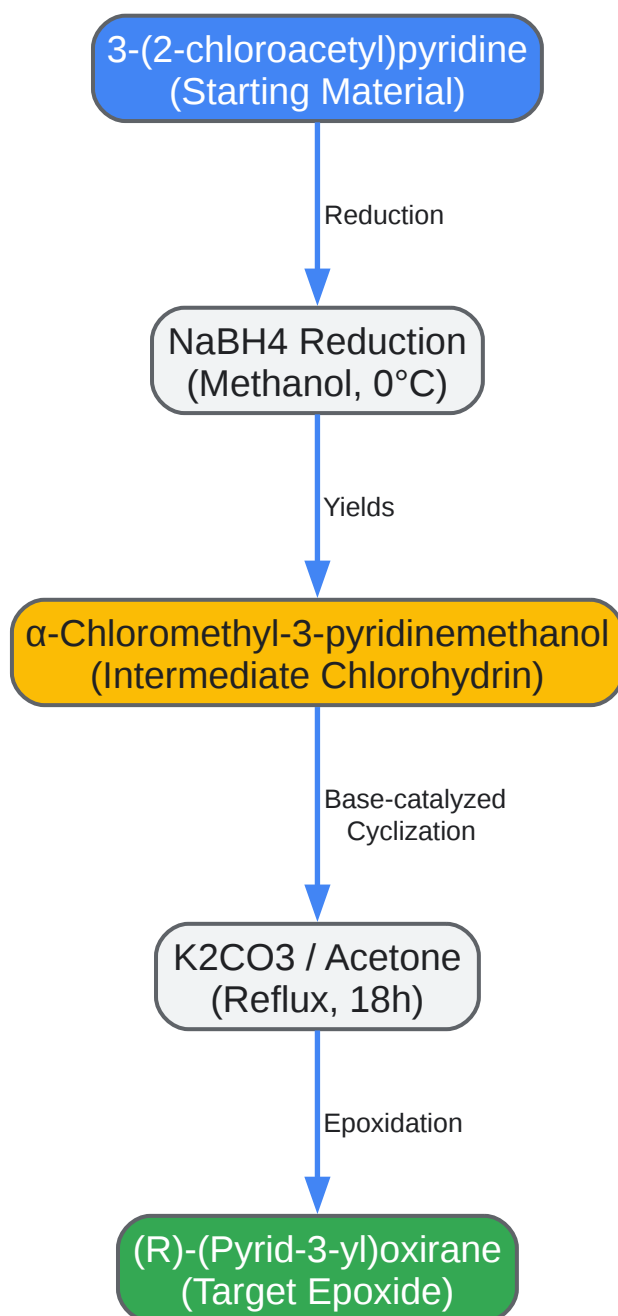 3-(2-chloroacetyl)pyridine
(Starting Material)
Reduction
NaBH4 Reduction
(Methanol, 0°C)
Yields
α-Chloromethyl-3-pyridinemethanol
(Intermediate Chlorohydrin)
Base-catalyzed
Cyclization
K2CO3 / Acetone
(Reflux, 18h)
Epoxidation
(R)-(Pyrid-3-yl)oxirane
(Target Epoxide)